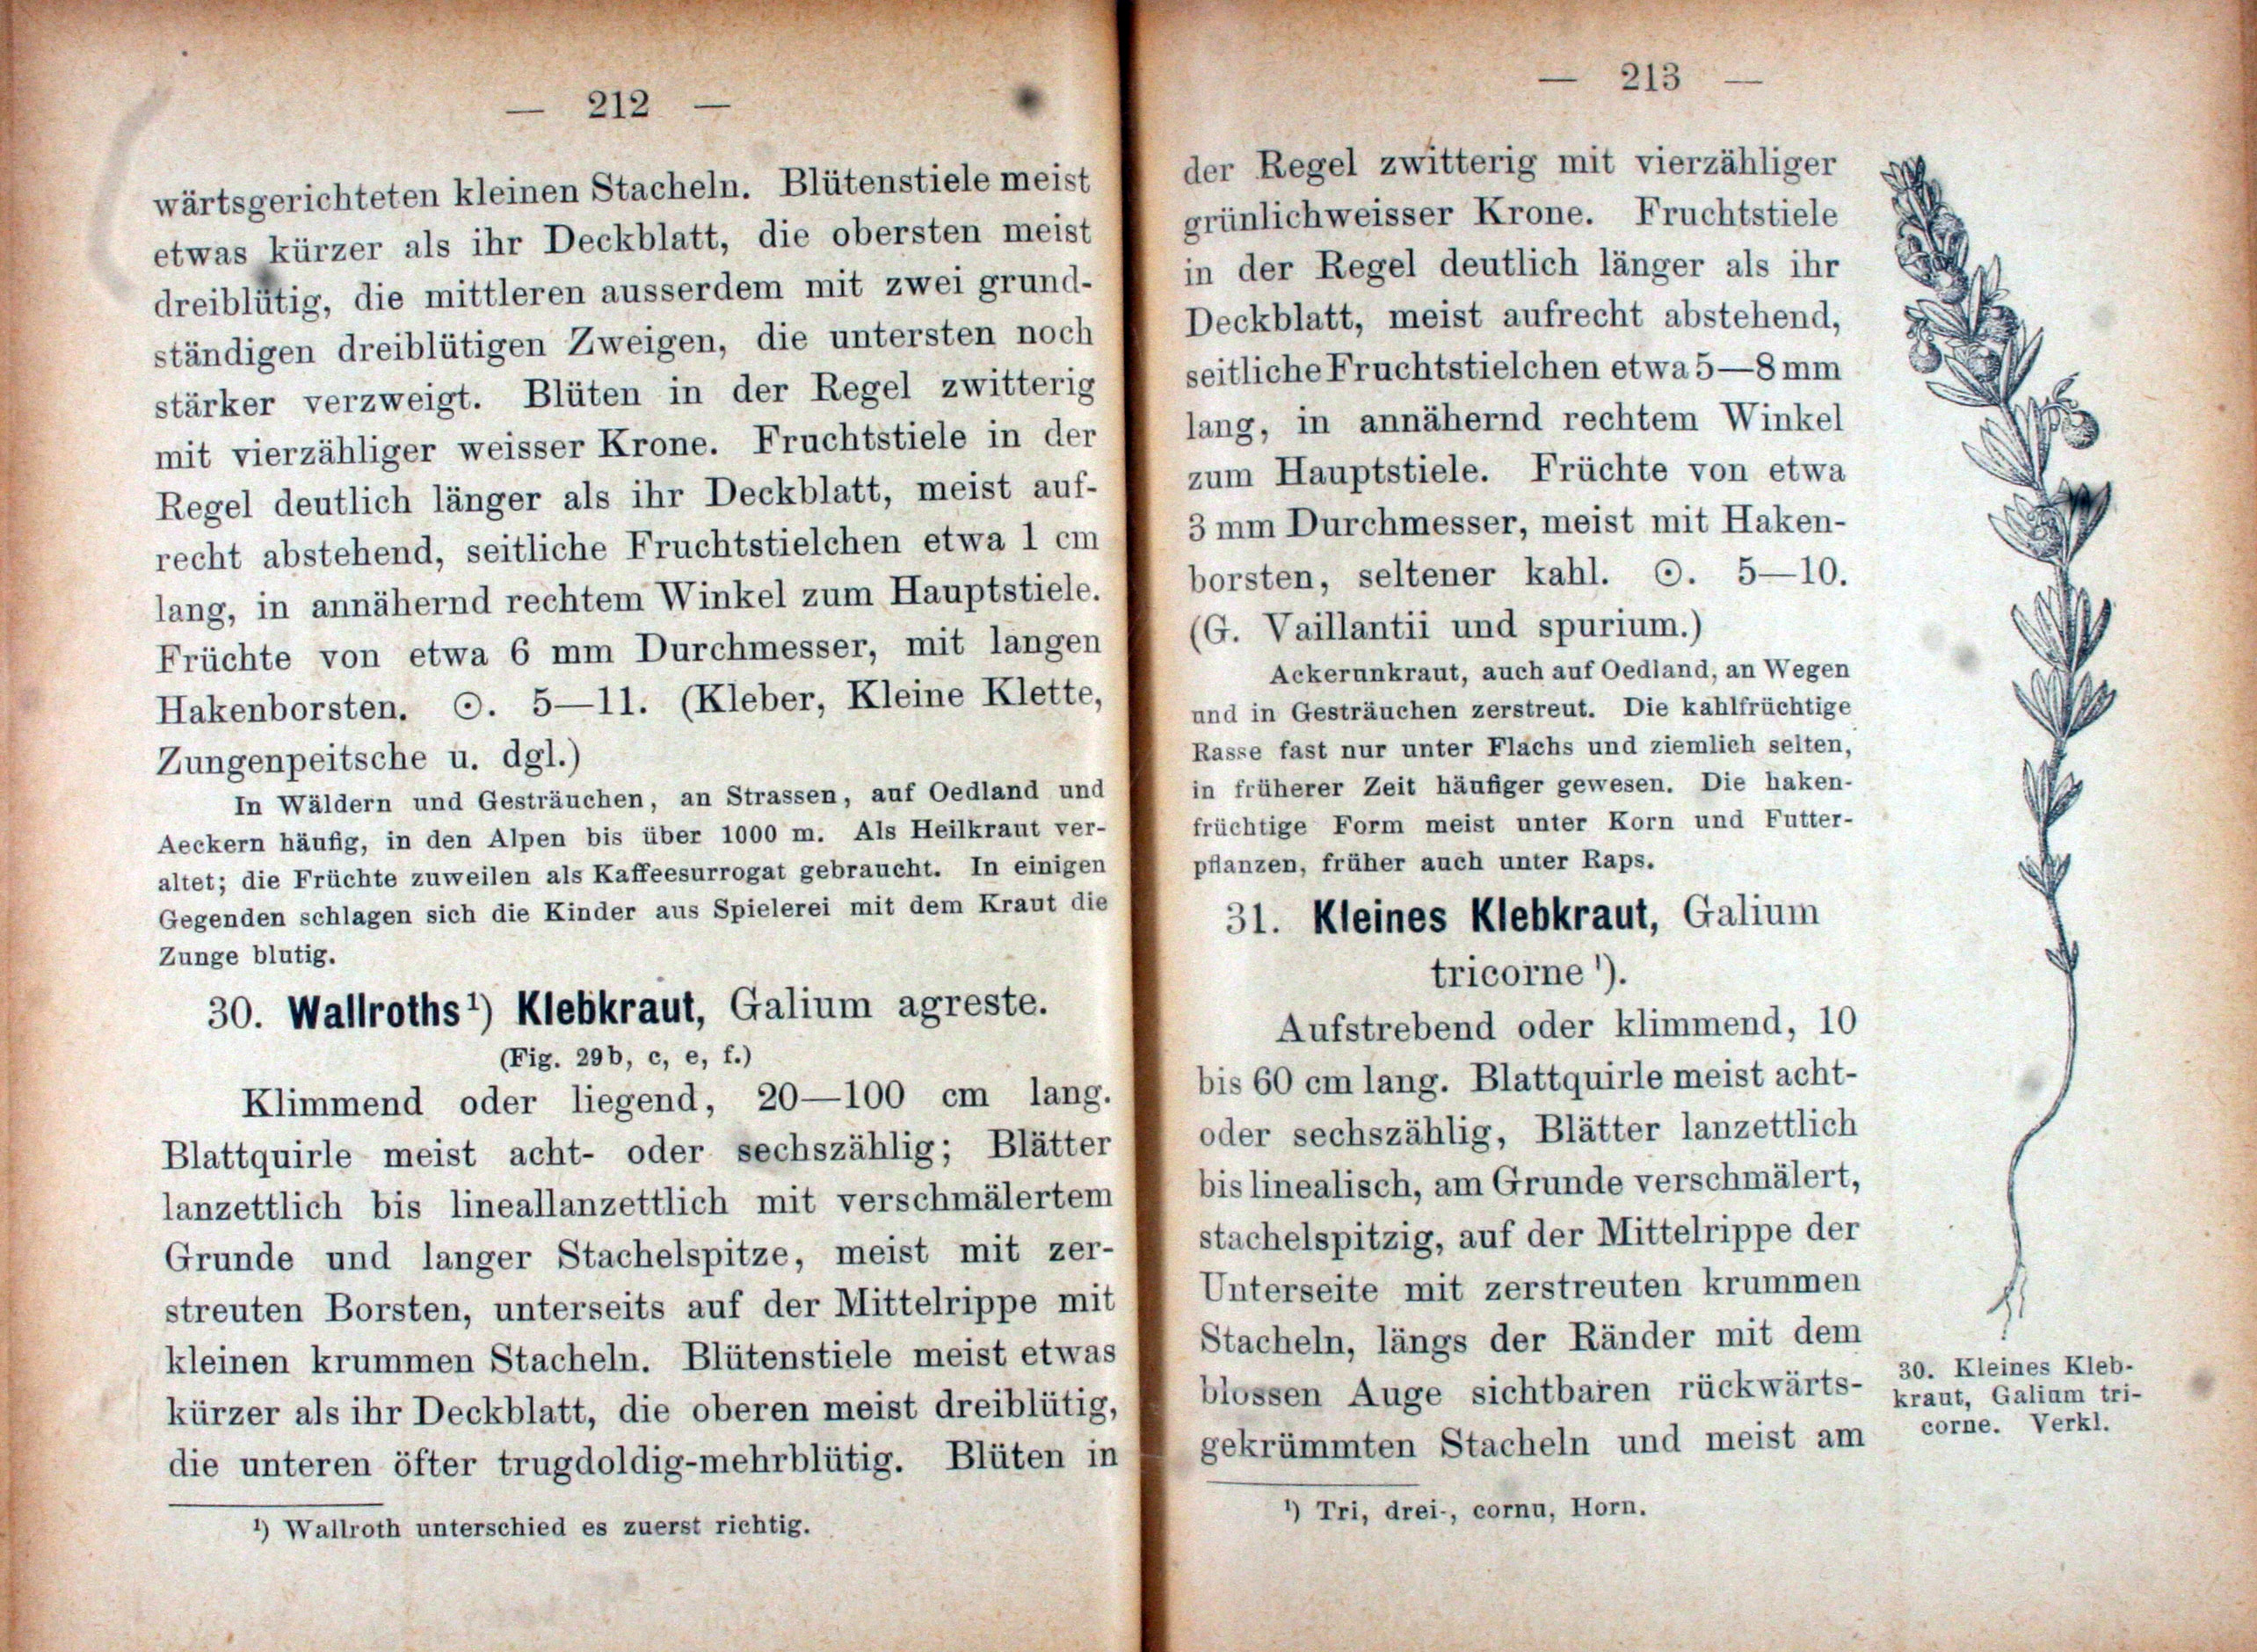 — 212 —
wärtsgerichteten kleinen Stacheln. Blütenstiele meist
etwas kürzer als ihr Deckblatt, die obersten meist
dreiblütig, die mittleren ausserdem mit zwei grund-
ständigen dreiblütigen Zweigen, die untersten noch
stärker verzweigt. Blüten in der Regel zwitterig
mit vierzähliger weisser Krone. Fruchtstiele in der
Regel deutlich länger als ihr Deckblatt, meist auf-
recht abstehend, seitliche Fruchtstielchen etwa 1 cm
lang, in annähernd rechtem Winkel zum Hauptstiele.
Früchte von etwa 6 mm Durchmesser, mit langen
Hakenborsten. ⊙. 5—11. (Kleber, Kleine Klette,
Zungenpeitsche u. dgl.)
In Wäldern und Gesträuchen, an Strassen, auf Oedland und
Aeckern häufig, in den Alpen bis über 1000 m. Als Heilkraut ver-
altet; die Früchte zuweilen als Kaffeesurrogat gebraucht. In einigen
Gegenden schlagen sich die Kinder aus Spielerei mit dem Kraut die
Zunge blutig.
30. Wallroths¹) Klebkraut, Galium agreste.
(Fig. 29b, c, e, f.)
Klimmend oder liegend, 20—100 cm lang.
Blattquirle meist acht- oder sechszählig; Blätter
lanzettlich bis lineallanzettlich mit verschmälertem
Grunde und langer Stachelspitze, meist mit zer-
streuten Borsten, unterseits auf der Mittelrippe mit
kleinen krummen Stacheln. Blütenstiele meist etwas
kürzer als ihr Deckblatt, die oberen meist dreiblütig,
die unteren öfter trugdoldig-mehrblütig. Blüten in
¹) Wallroth unterschied es zuerst richtig.
— 213 —
der Regel zwitterig mit vierzähliger
grünlichweisser Krone. Fruchtstiele
in der Regel deutlich länger als ihr
Deckblatt, meist aufrecht abstehend,
seitliche Fruchtstielchen etwa 5—8 mm
lang, in annähernd rechtem Winkel
zum Hauptstiele. Früchte von etwa
3 mm Durchmesser, meist mit Haken-
borsten, seltener kahl. ⊙. 5—10.
(G. Vaillantii und spurium.)
Ackerunkraut, auch auf Oedland, an Wegen
und in Gesträuchen zerstreut. Die kahlfrüchtige
Rasse fast nur unter Flachs und ziemlich selten,
in früherer Zeit häufiger gewesen. Die haken-
früchtige Form meist unter Korn und Futter-
pflanzen, früher auch unter Raps.
31. Kleines Klebkraut, Galium
tricorne¹).
Aufstrebend oder klimmend, 10
bis 60 cm lang. Blattquirle meist acht-
oder sechszählig, Blätter lanzettlich
bis linealisch, am Grunde verschmälert,
stachelspitzig, auf der Mittelrippe der
Unterseite mit zerstreuten krummen
Stacheln, längs der Ränder mit dem
blossen Auge sichtbaren rückwärts-
gekrümmten Stacheln und meist am
¹) Tri, drei-, cornu, Horn.
30. Kleines Kleb-
kraut, Galium tri-
corne. Verkl.